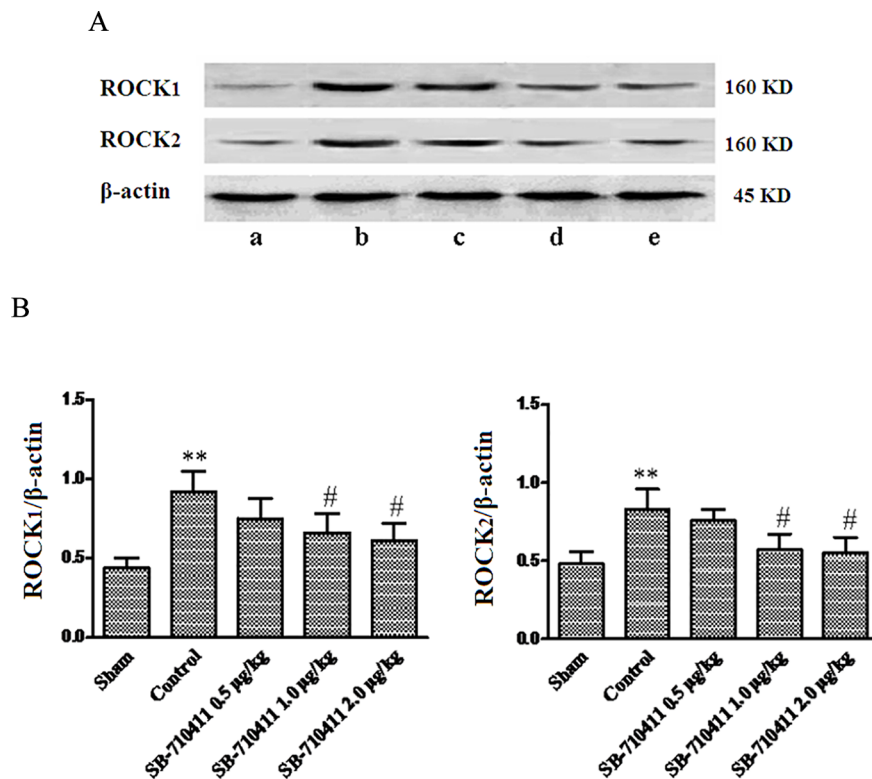 A
ROCK1 160 KD
ROCK2 160 KD
β-actin 45 KD
a b c d e
B
ROCK1/β-actin
1.5
1.0
0.5
0.0
**
#
#
Sham
Control
SB-710411 0.5 μg/kg
SB-710411 1.0 μg/kg
SB-710411 2.0 μg/kg
ROCK2/β-actin
1.5
1.0
0.5
0.0
**
#
#
Sham
Control
SB-710411 0.5 μg/kg
SB-710411 1.0 μg/kg
SB-710411 2.0 μg/kg